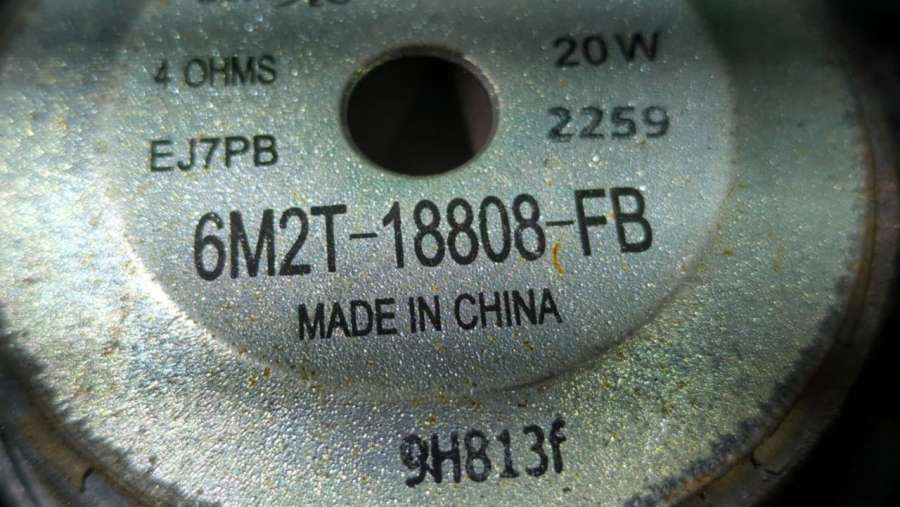 4 OHMS 20W
EJ7PB 2259
6M2T-18808-FB
MADE IN CHINA
9H813f